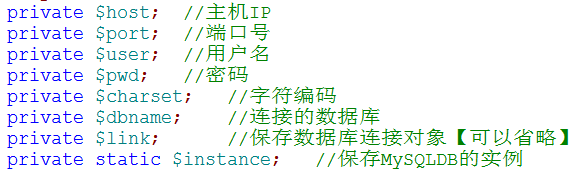 private $host;  //主机IP
private $port;  //端口号
private $user;  //用户名
private $pwd;   //密码
private $charset;   //字符编码
private $dbname;    //连接的数据库
private $link;      //保存数据库连接对象【可以省略】
private static $instance;   //保存MySQLDB的实例